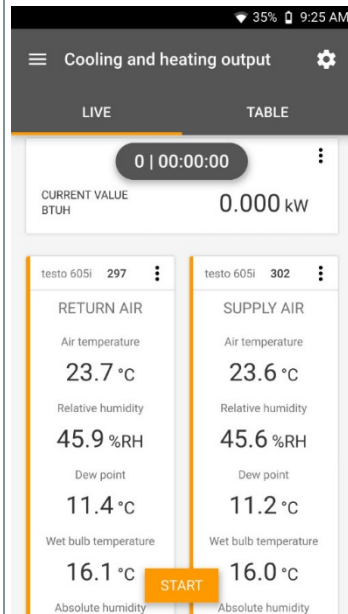 35% 9:25 AM
Cooling and heating output
LIVE TABLE
0 | 00:00:00
CURRENT VALUE
BTUH
0.000 kW
testo 605i 297
RETURN AIR
Air temperature
23.7 °C
Relative humidity
45.9 %RH
Dew point
11.4 °C
Wet bulb temperature
16.1 °C
Absolute humidity
testo 605i 302
SUPPLY AIR
Air temperature
23.6 °C
Relative humidity
45.6 %RH
Dew point
11.2 °C
Wet bulb temperature
16.0 °C
Absolute humidity
START